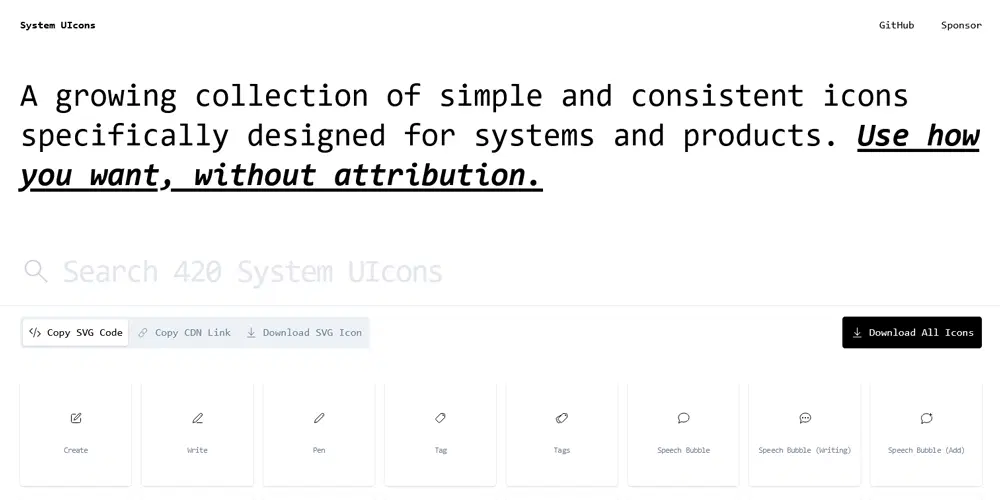 System UIcons
GitHub
Sponsor
A growing collection of simple and consistent icons
specifically designed for systems and products. Use how
you want, without attribution.
Search 420 System UIcons
Copy SVG Code
Copy CDN Link
Download SVG Icon
Download All Icons
Create
Write
Pen
Tag
Tags
Speech Bubble
Speech Bubble (Writing)
Speech Bubble (Add)